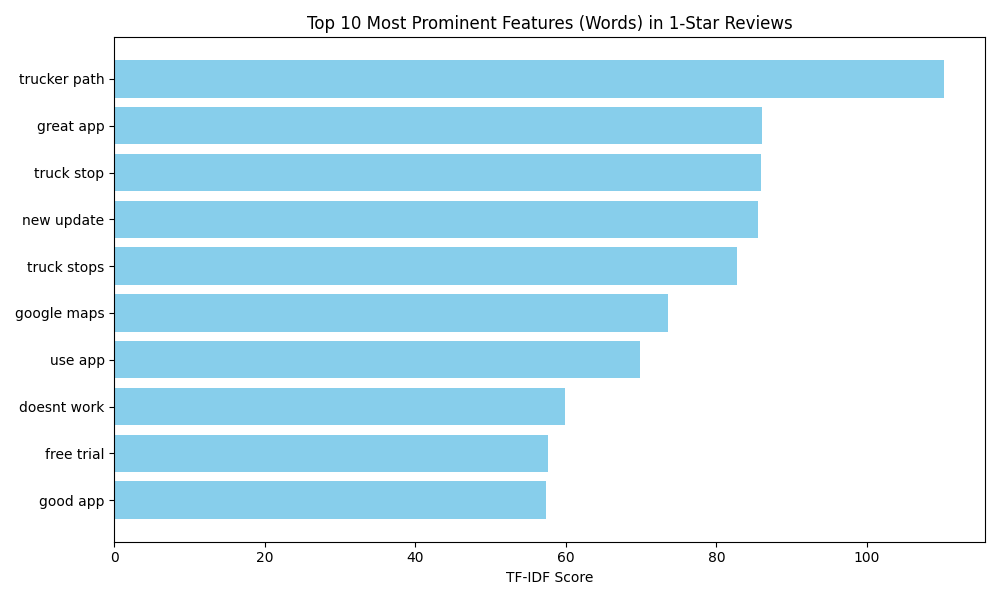 Top 10 Most Prominent Features (Words) in 1-Star Reviews
trucker path
great app
truck stop
new update
truck stops
google maps
use app
doesnt work
free trial
good app
0 20 40 60 80 100
TF-IDF Score